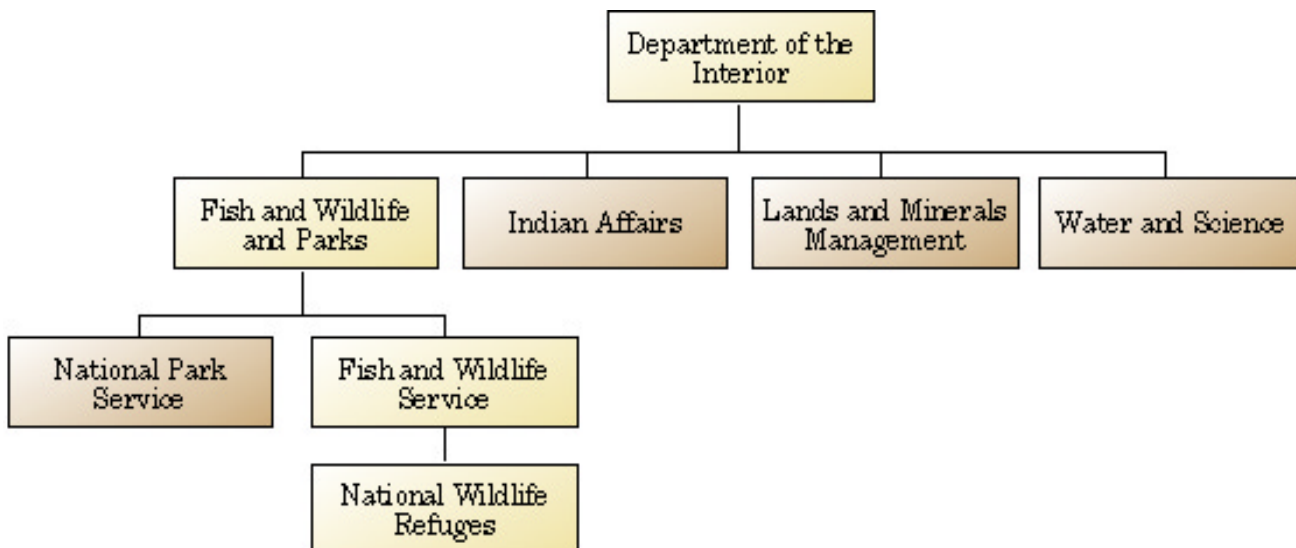 Department of the
Interior
Fish and Wildlife
and Parks
Indian Affairs
Lands and Minerals
Management
Water and Science
National Park
Service
Fish and Wildlife
Service
National Wildlife
Refuges